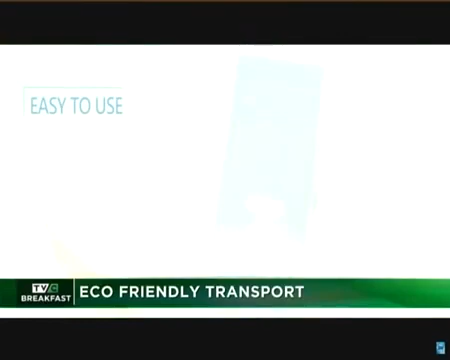 EASY TO USE
TVC
BREAKFAST
ECO FRIENDLY TRANSPORT